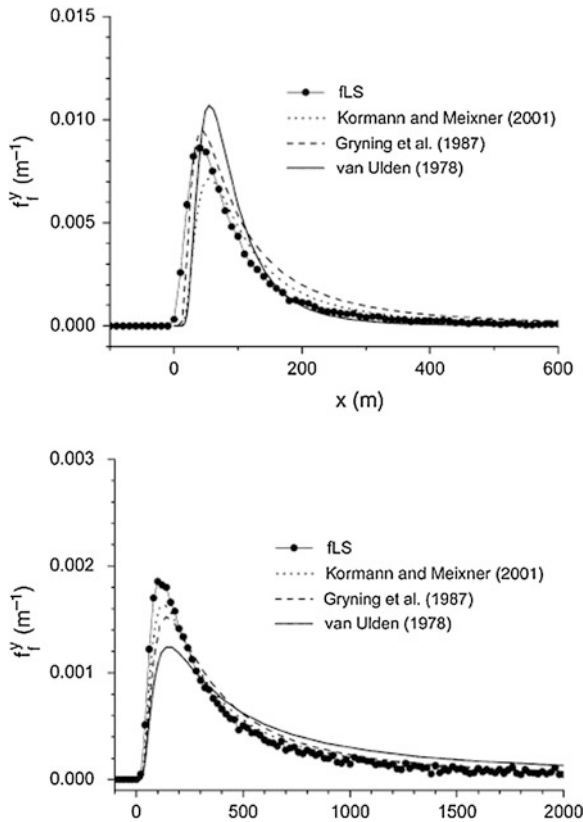 0.015
0.010
0.005
0.000
f_f^y (m⁻¹)
fLS
Kormann and Meixner (2001)
Gryning et al. (1987)
van Ulden (1978)
0 200 400 600
x (m)
0.003
0.002
0.001
0.000
f_f^y (m⁻¹)
fLS
Kormann and Meixner (2001)
Gryning et al. (1987)
van Ulden (1978)
0 500 1000 1500 2000